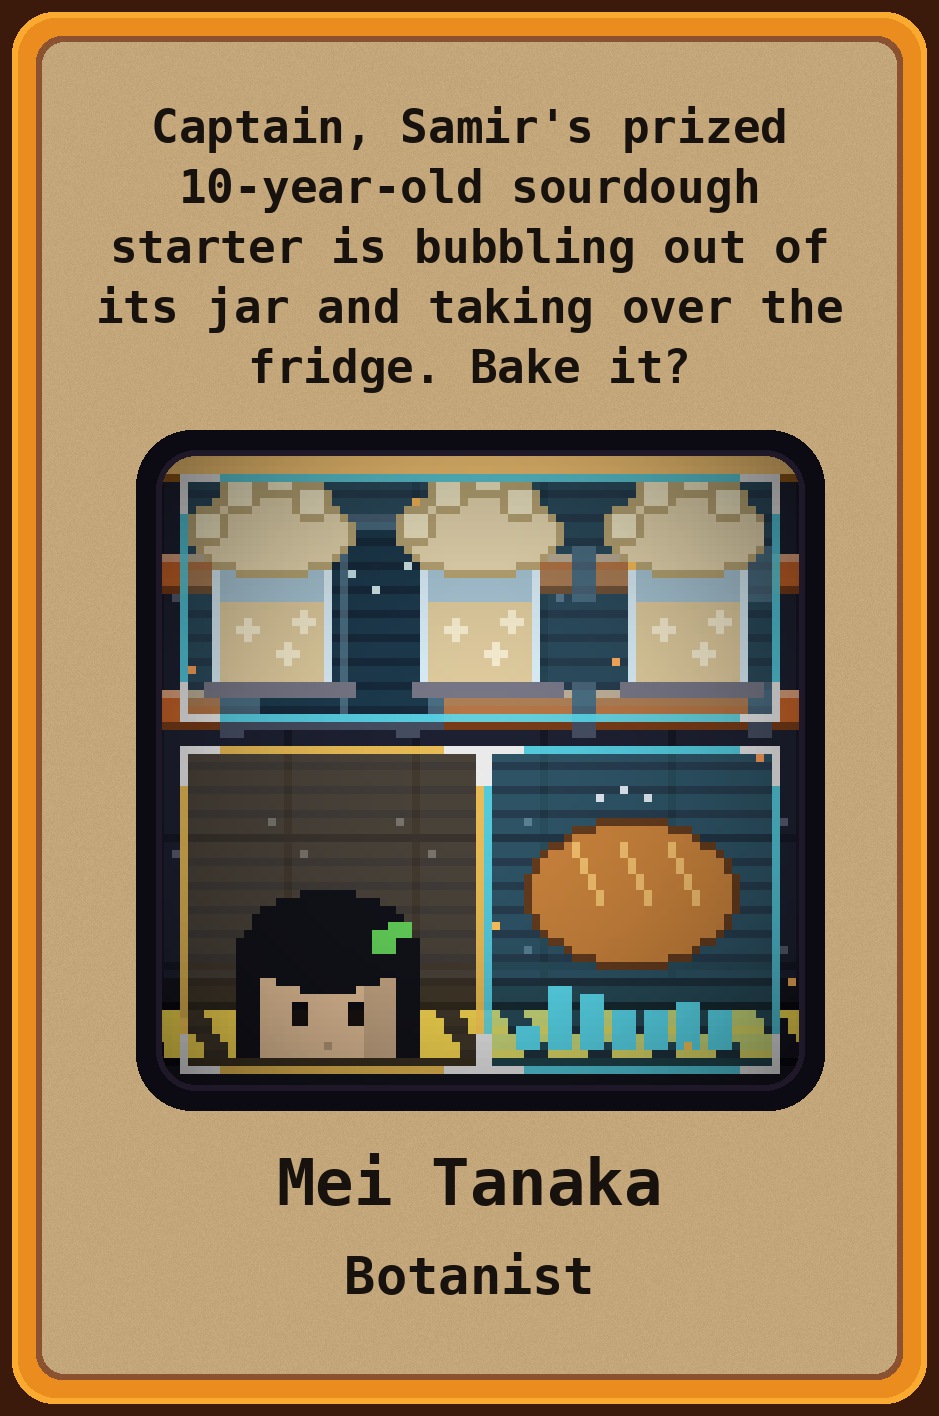 Captain, Samir's prized
10-year-old sourdough
starter is bubbling out of
its jar and taking over the
fridge. Bake it?
Mei Tanaka
Botanist